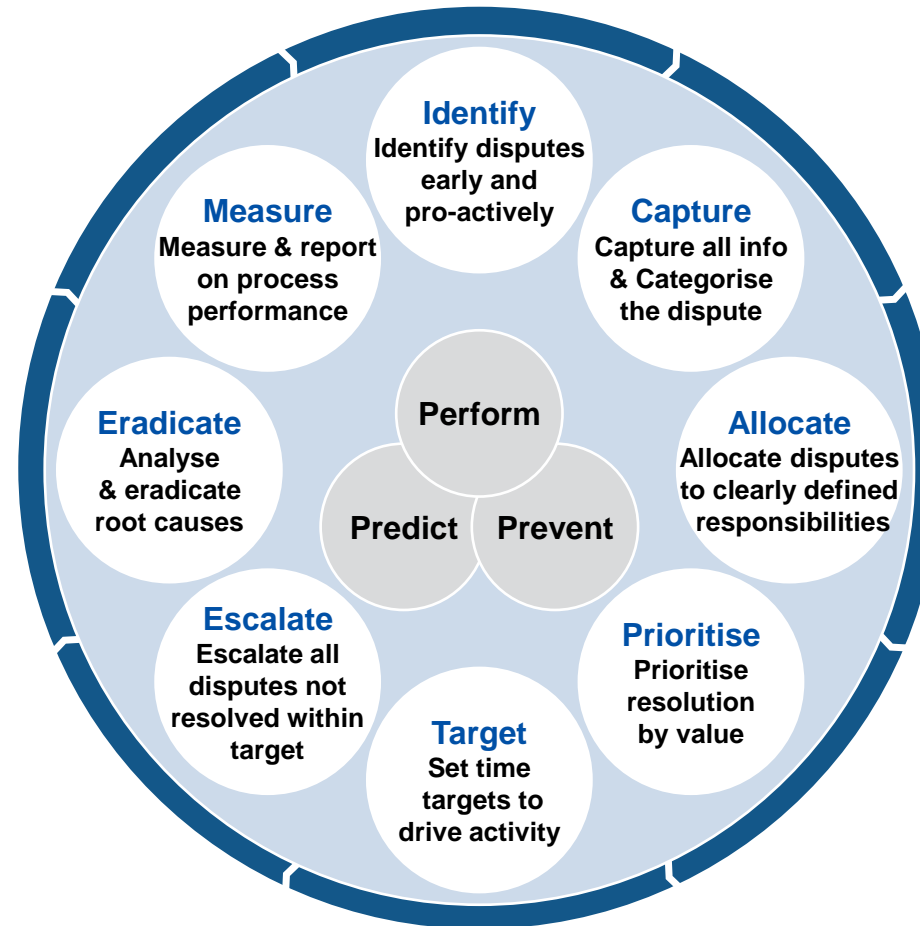 Identify
Identify disputes
early and
pro-actively
Capture
Capture all info
& Categorise
the dispute
Allocate
Allocate disputes
to clearly defined
responsibilities
Prioritise
Prioritise
resolution
by value
Target
Set time
targets to
drive activity
Escalate
Escalate all
disputes not
resolved within
target
Eradicate
Analyse
& eradicate
root causes
Measure
Measure & report
on process
performance
Perform
Predict
Prevent